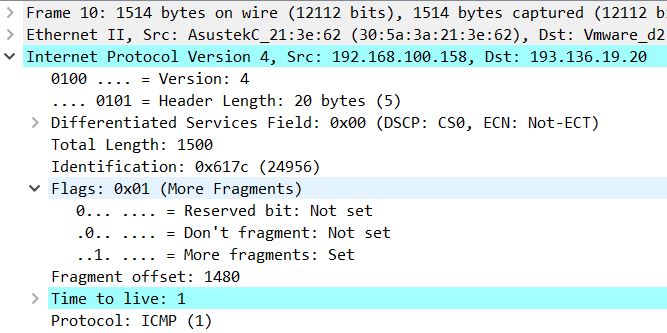 Frame 10: 1514 bytes on wire (12112 bits), 1514 bytes captured (12112 b
Ethernet II, Src: AsustekC_21:3e:62 (30:5a:3a:21:3e:62), Dst: Vmware_d2
Internet Protocol Version 4, Src: 192.168.100.158, Dst: 193.136.19.20
0100 .... = Version: 4
.... 0101 = Header Length: 20 bytes (5)
Differentiated Services Field: 0x00 (DSCP: CS0, ECN: Not-ECT)
Total Length: 1500
Identification: 0x617c (24956)
Flags: 0x01 (More Fragments)
0... .... = Reserved bit: Not set
.0.. .... = Don't fragment: Not set
..1. .... = More fragments: Set
Fragment offset: 1480
Time to live: 1
Protocol: ICMP (1)